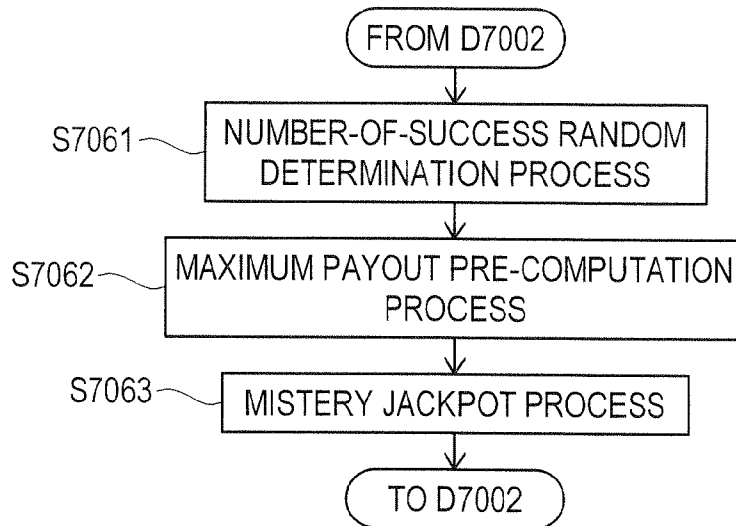 FROM D7002
S7061
NUMBER-OF-SUCCESS RANDOM
DETERMINATION PROCESS
S7062
MAXIMUM PAYOUT PRE-COMPUTATION
PROCESS
S7063
MISTERY JACKPOT PROCESS
TO D7002